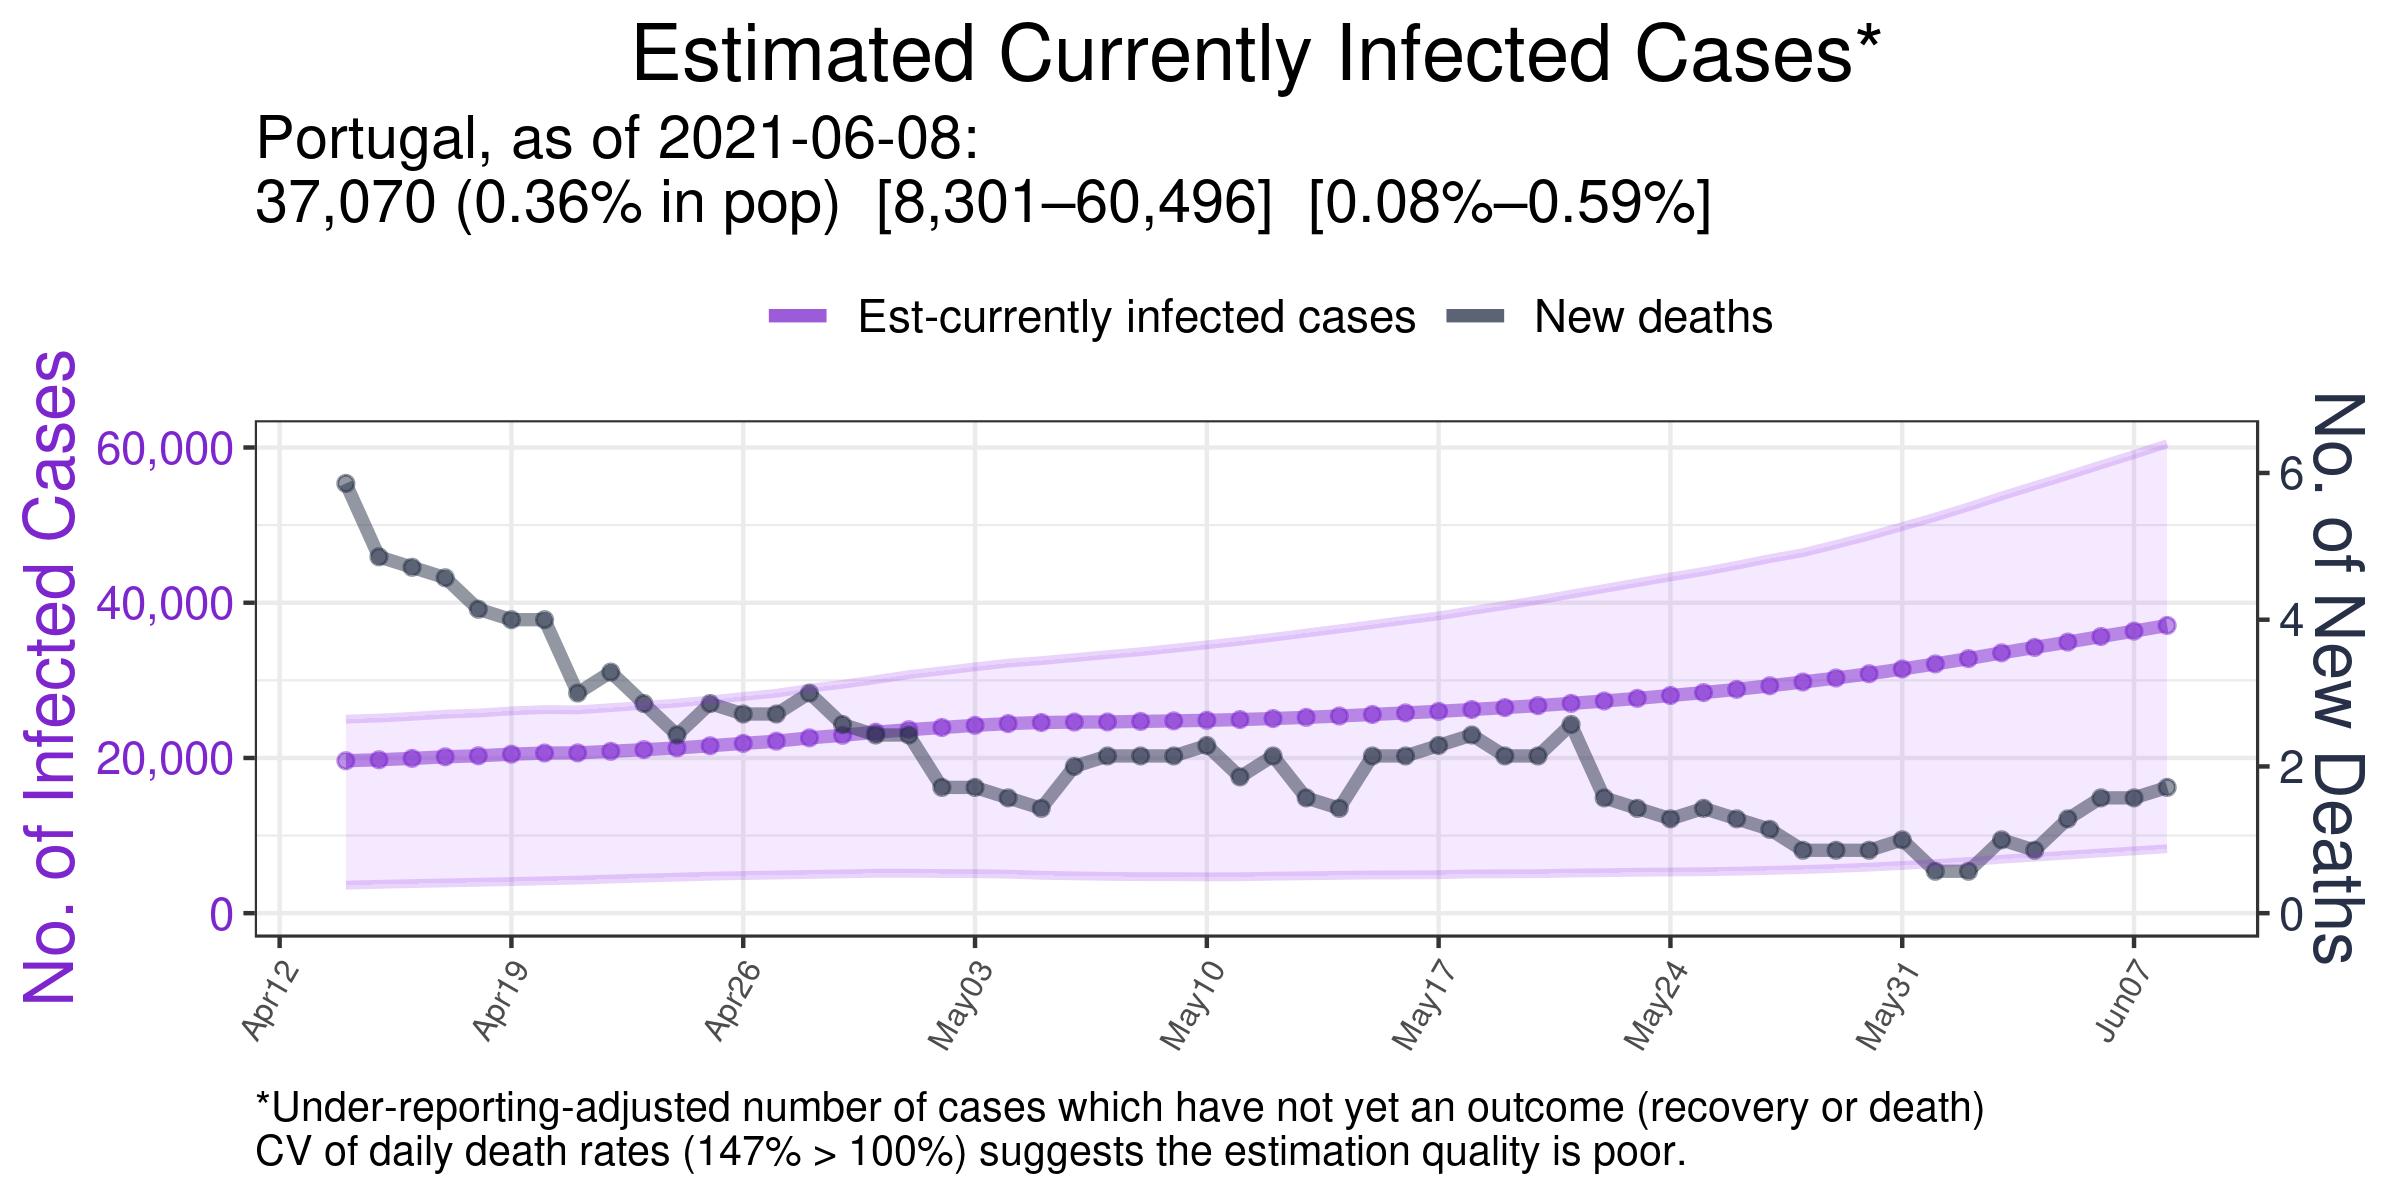 Estimated Currently Infected Cases*
Portugal, as of 2021-06-08:
37,070 (0.36% in pop)  [8,301–60,496]  [0.08%–0.59%]
Est-currently infected cases
New deaths
No. of Infected Cases
60,000
40,000
20,000
0
6
4
2
0
No. of New Deaths
Apr12
Apr19
Apr26
May03
May10
May17
May24
May31
Jun07
*Under-reporting-adjusted number of cases which have not yet an outcome (recovery or death)
CV of daily death rates (147% > 100%) suggests the estimation quality is poor.